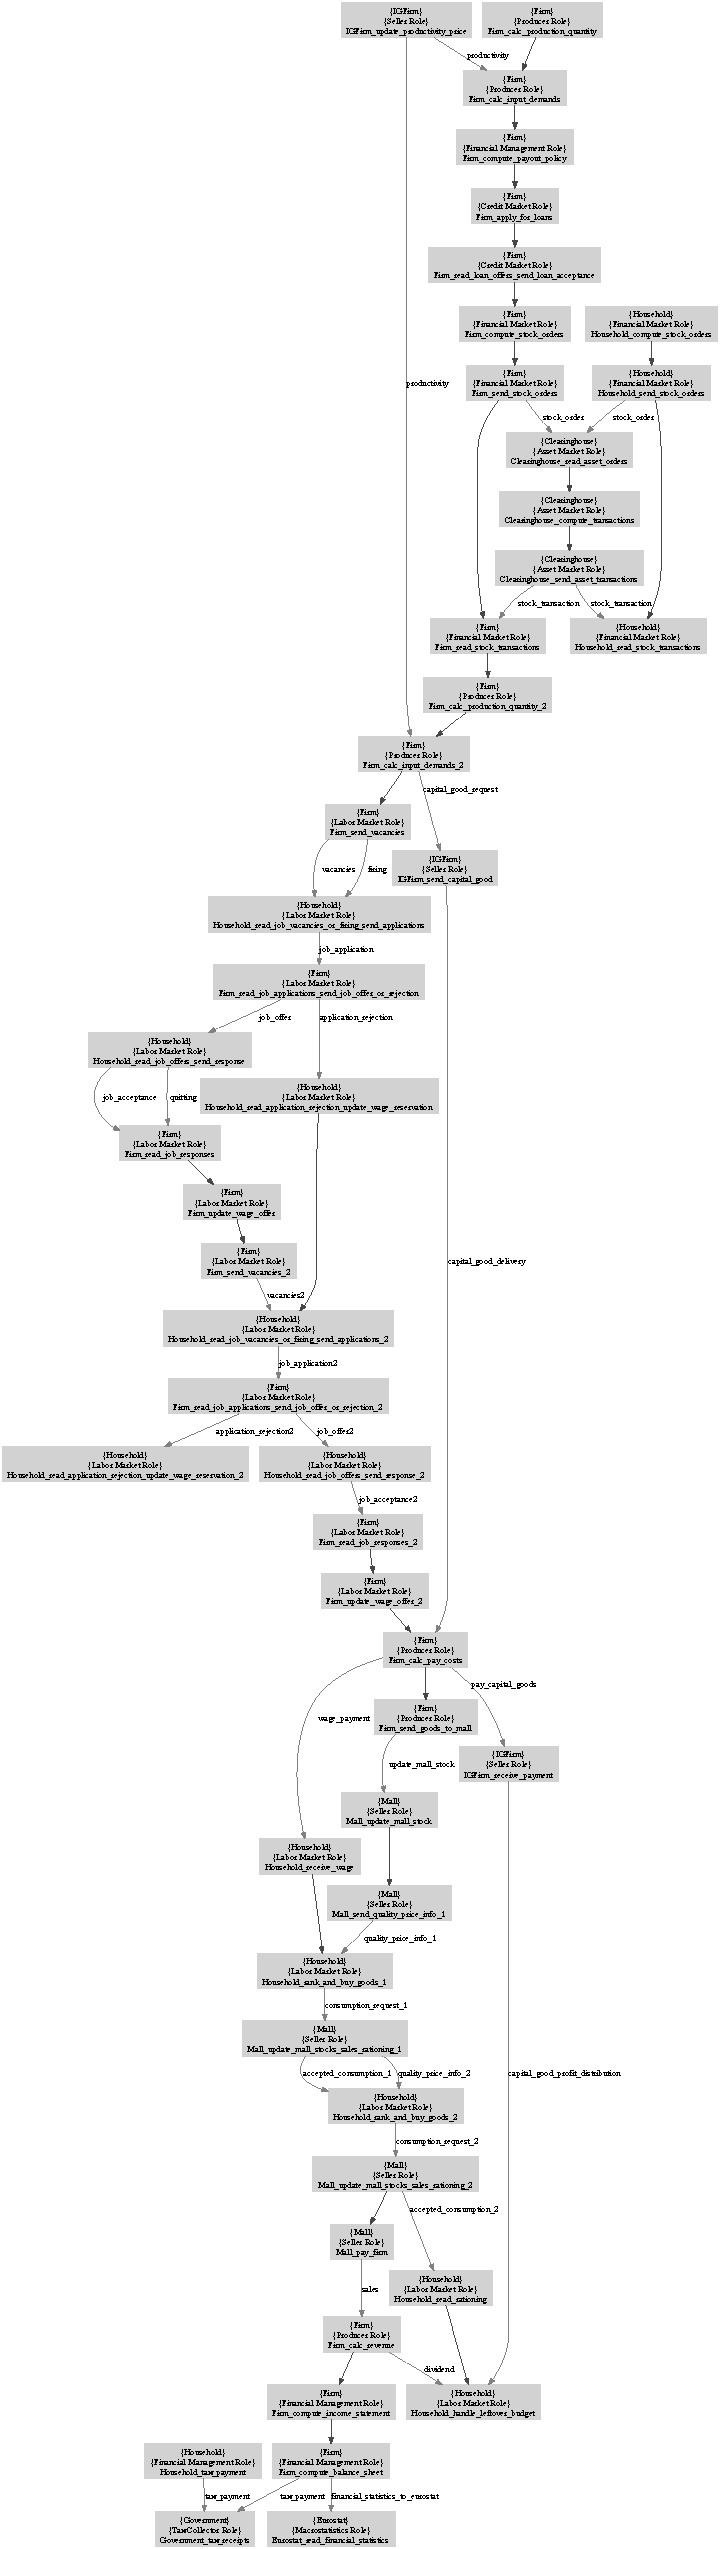 {IGFirm}
{Seller Role}
IGFirm_update_productivity_price
{Firm}
{Producer Role}
Firm_calc_production_quantity
productivity
{Firm}
{Producer Role}
Firm_calc_input_demands
{Firm}
{Financial Management Role}
Firm_compute_payout_policy
{Firm}
{Credit Market Role}
Firm_apply_for_loans
{Firm}
{Credit Market Role}
Firm_read_loan_offers_send_loan_acceptance
{Firm}
{Financial Market Role}
Firm_compute_stock_orders
{Household}
{Financial Market Role}
Household_compute_stock_orders
productivity
{Firm}
{Financial Market Role}
Firm_send_stock_orders
{Household}
{Financial Market Role}
Household_send_stock_orders
stock_order
stock_order
{Clearinghouse}
{Asset Market Role}
Clearinghouse_read_asset_orders
{Clearinghouse}
{Asset Market Role}
Clearinghouse_compute_transactions
{Clearinghouse}
{Asset Market Role}
Clearinghouse_send_asset_transactions
stock_transaction
stock_transaction
{Firm}
{Financial Market Role}
Firm_read_stock_transactions
{Household}
{Financial Market Role}
Household_read_stock_transactions
{Firm}
{Producer Role}
Firm_calc_production_quantity_2
{Firm}
{Producer Role}
Firm_calc_input_demands_2
capital_good_request
{Firm}
{Labor Market Role}
Firm_send_vacancies
vacancies
firing
{IGFirm}
{Seller Role}
IGFirm_send_capital_good
{Household}
{Labor Market Role}
Household_read_job_vacancies_or_firing_send_applications
job_application
{Firm}
{Labor Market Role}
Firm_read_job_applications_send_job_offer_or_rejection
job_offer
application_rejection
{Household}
{Labor Market Role}
Household_read_job_offers_send_response
job_acceptance
quitting
{Household}
{Labor Market Role}
Household_read_application_rejection_update_wage_reservation
{Firm}
{Labor Market Role}
Firm_read_job_responses
{Firm}
{Labor Market Role}
Firm_update_wage_offer
{Firm}
{Labor Market Role}
Firm_send_vacancies_2
capital_good_delivery
vacancies2
{Household}
{Labor Market Role}
Household_read_job_vacancies_or_firing_send_applications_2
job_application2
{Firm}
{Labor Market Role}
Firm_read_job_applications_send_job_offer_or_rejection_2
application_rejection2
job_offer2
{Household}
{Labor Market Role}
Household_read_application_rejection_update_wage_reservation_2
{Household}
{Labor Market Role}
Household_read_job_offers_send_response_2
job_acceptance2
{Firm}
{Labor Market Role}
Firm_read_job_responses_2
{Firm}
{Labor Market Role}
Firm_update_wage_offer_2
{Firm}
{Producer Role}
Firm_calc_pay_costs
pay_capital_goods
wage_payment
{Firm}
{Producer Role}
Firm_send_goods_to_mall
update_mall_stock
{IGFirm}
{Seller Role}
IGFirm_receive_payment
{Mall}
{Seller Role}
Mall_update_mall_stock
{Household}
{Labor Market Role}
Household_receive_wage
{Mall}
{Seller Role}
Mall_send_quality_price_info_1
quality_price_info_1
{Household}
{Labor Market Role}
Household_rank_and_buy_goods_1
consumption_request_1
{Mall}
{Seller Role}
Mall_update_mall_stocks_sales_rationing_1
accepted_consumption_1
quality_price_info_2
capital_good_profit_distribution
{Household}
{Labor Market Role}
Household_rank_and_buy_goods_2
consumption_request_2
{Mall}
{Seller Role}
Mall_update_mall_stocks_sales_rationing_2
accepted_consumption_2
{Mall}
{Seller Role}
Mall_pay_firm
sales
{Household}
{Labor Market Role}
Household_read_rationing
{Firm}
{Producer Role}
Firm_calc_revenue
dividend
{Firm}
{Financial Management Role}
Firm_compute_income_statement
{Household}
{Labor Market Role}
Household_handle_leftover_budget
{Household}
{Financial Management Role}
Household_tax_payment
{Firm}
{Financial Management Role}
Firm_compute_balance_sheet
tax_payment
tax_payment
financial_statistics_to_eurostat
{Government}
{TaxCollector Role}
Government_tax_receipts
{Eurostat}
{Macrostatistics Role}
Eurostat_read_financial_statistics